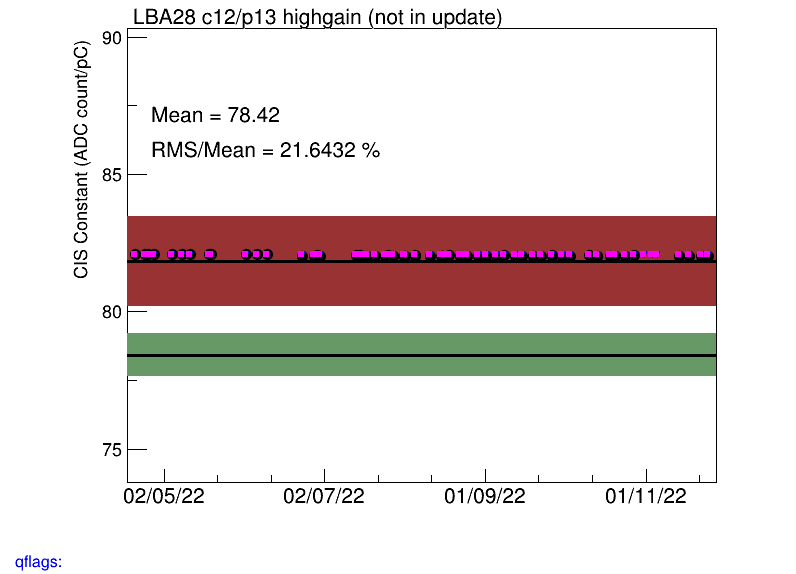 LBA28 c12/p13 highgain (not in update)
CIS Constant (ADC count/pC)
90
Mean = 78.42
RMS/Mean = 21.6432 %
85
80
75
02/05/22 02/07/22 01/09/22 01/11/22
qflags: